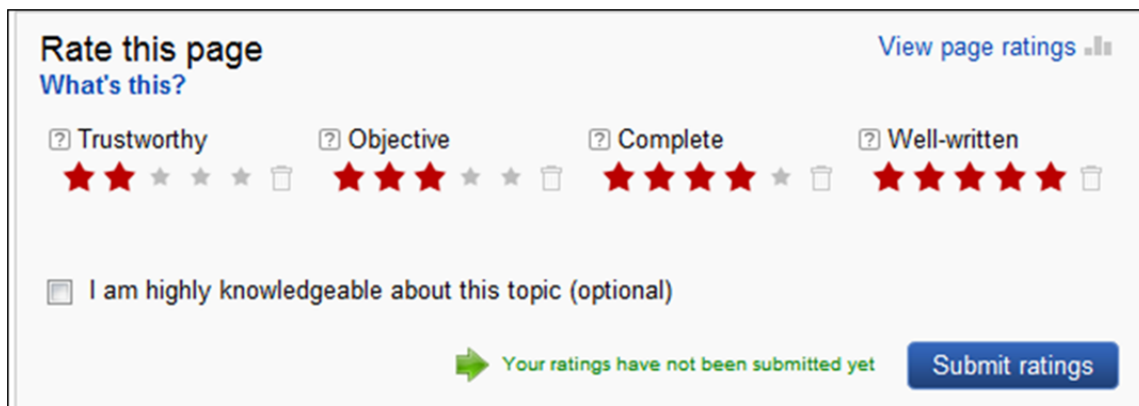 Rate this page
View page ratings
What's this?
? Trustworthy ? Objective ? Complete ? Well-written
I am highly knowledgeable about this topic (optional)
Your ratings have not been submitted yet Submit ratings